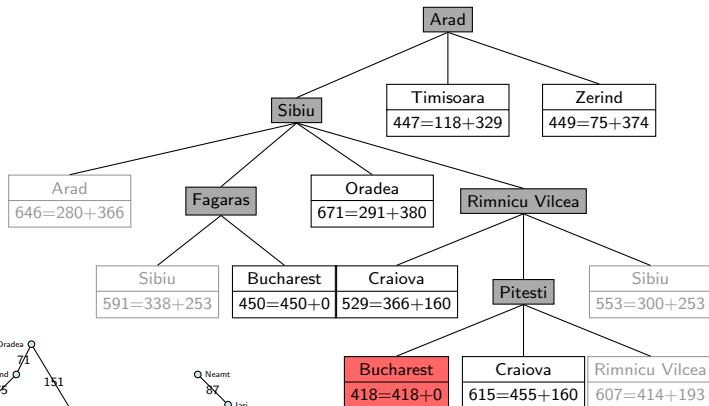 Arad
Sibiu
Timisoara
447=118+329
Zerind
449=75+374
Arad
646=280+366
Fagaras
Oradea
671=291+380
Rimnicu Vilcea
Sibiu
591=338+253
Bucharest
450=450+0
Craiova
529=366+160
Pitesti
Sibiu
553=300+253
Bucharest
418=418+0
Craiova
615=455+160
Rimnicu Vilcea
607=414+193
Oradea
71
151
Neamt
87